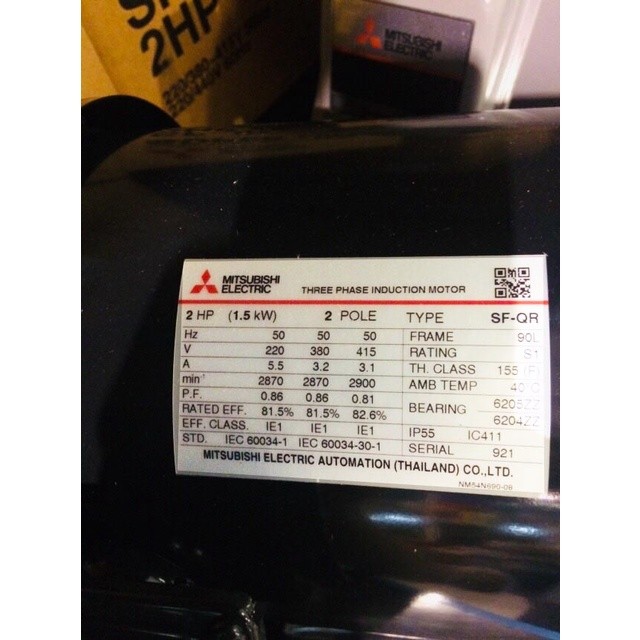 2HP
MITSUBISHI
ELECTRIC
MITSUBISHI
ELECTRIC
THREE PHASE INDUCTION MOTOR
2 HP (1.5 kW) 2 POLE TYPE SF-QR
Hz 50 50 50 FRAME 90L
V 220 380 415 RATING S1
A 5.5 3.2 3.1 TH. CLASS 155 (F)
min⁻¹ 2870 2870 2900 AMB TEMP 40°C
P.F. 0.86 0.86 0.81 BEARING 6205ZZ
RATED EFF. 81.5% 81.5% 82.6% 6204ZZ
EFF. CLASS. IE1 IE1 IE1 IP55 IC411
STD. IEC 60034-1 IEC 60034-30-1 SERIAL 921
MITSUBISHI ELECTRIC AUTOMATION (THAILAND) CO.,LTD.
NM54N690-08